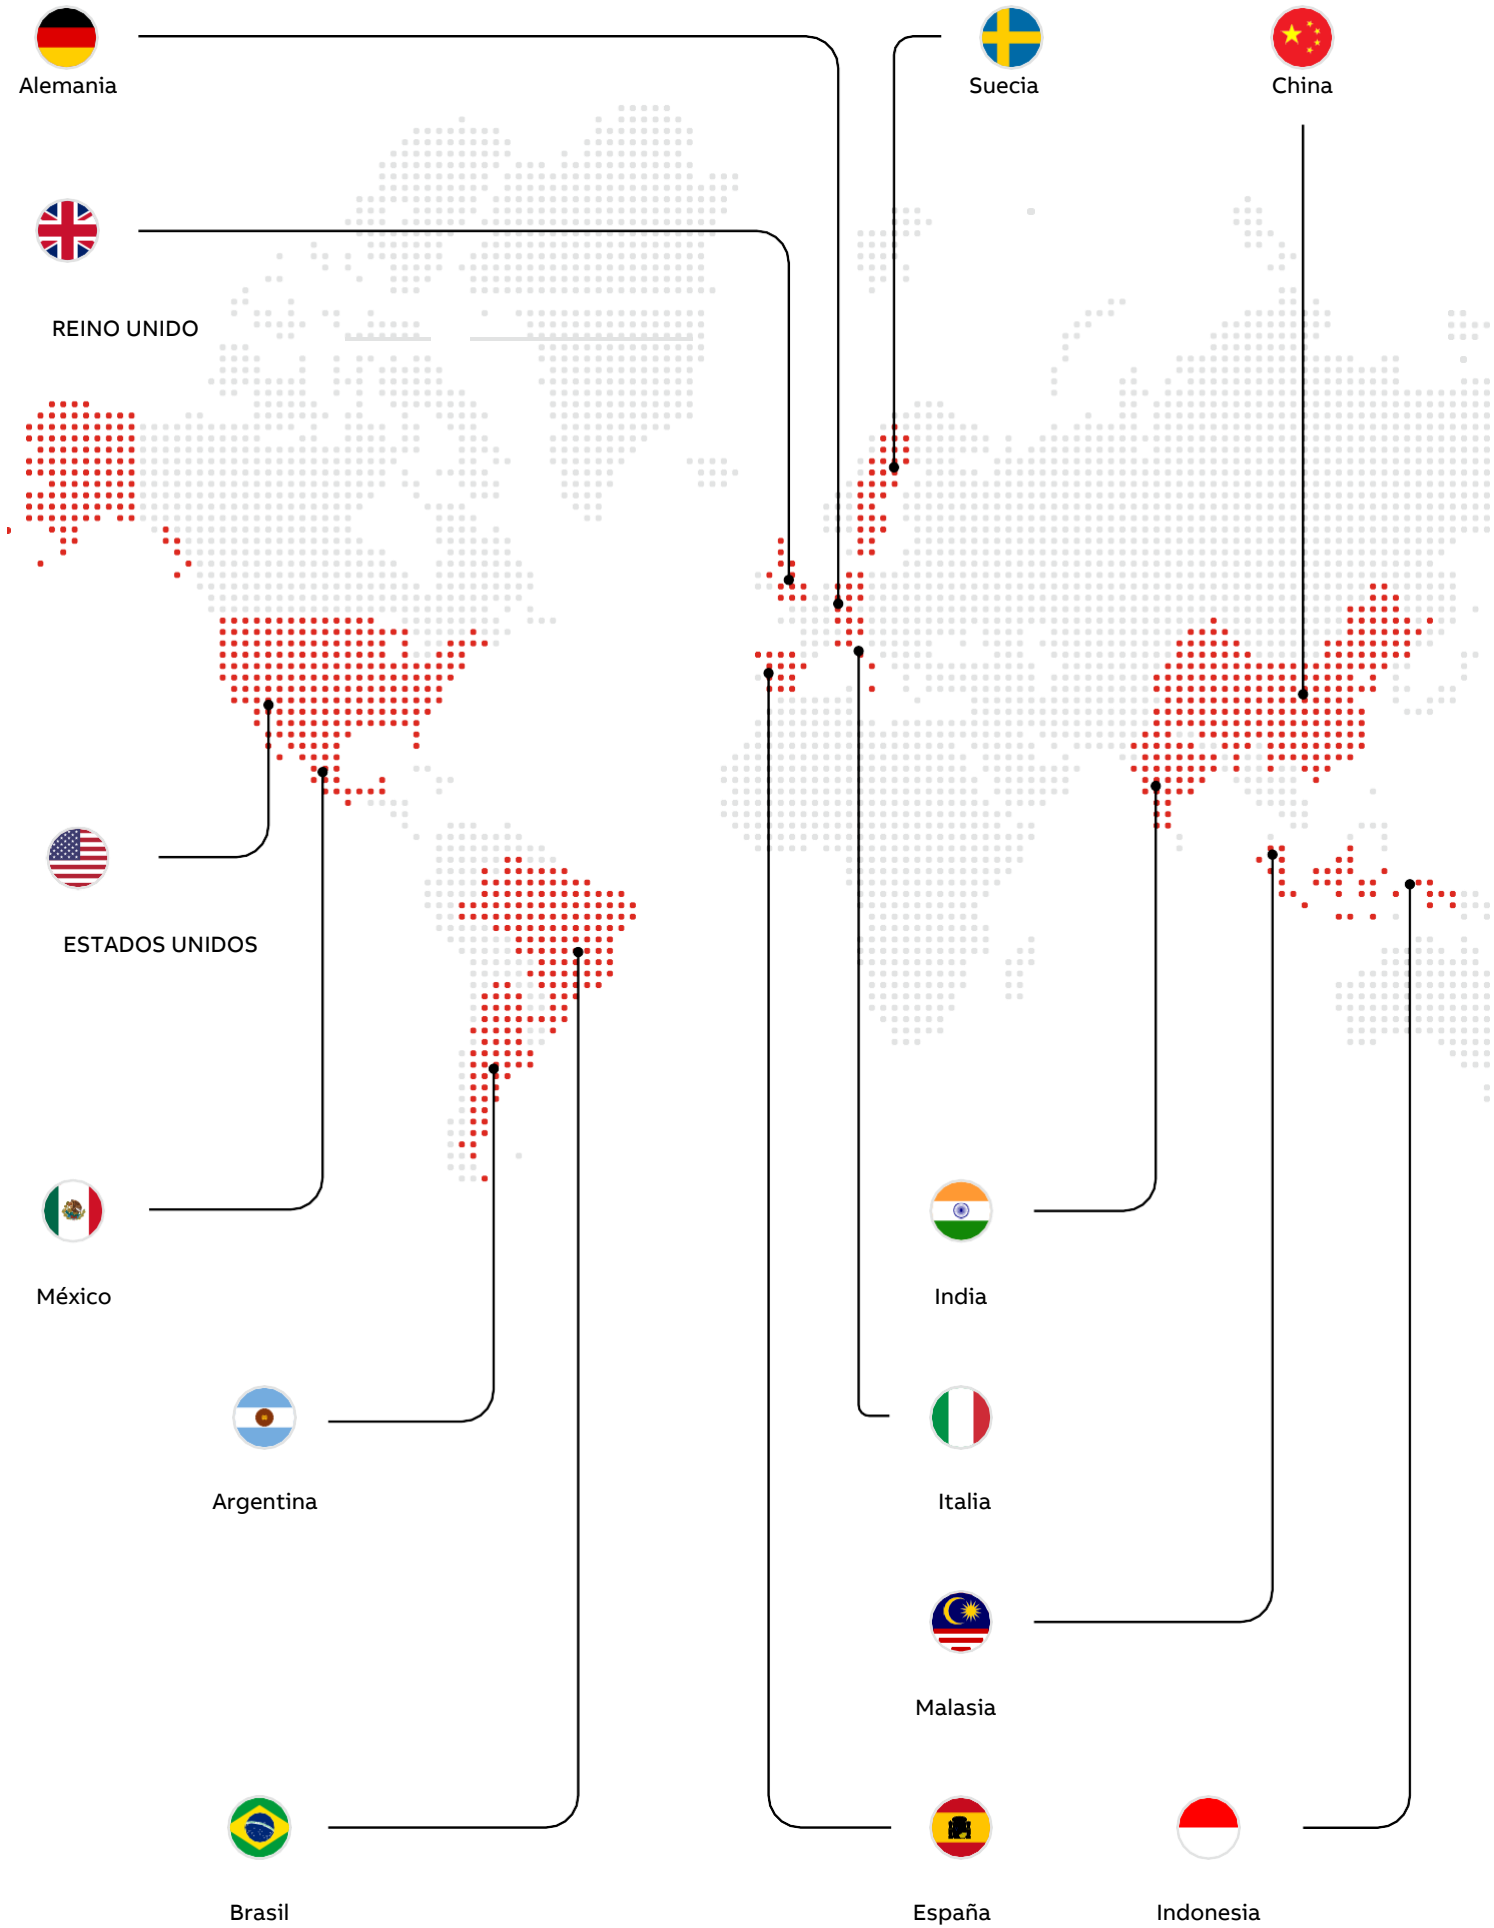 Alemania
Suecia
China
REINO UNIDO
ESTADOS UNIDOS
México
India
Argentina
Italia
Malasia
Brasil
España
Indonesia